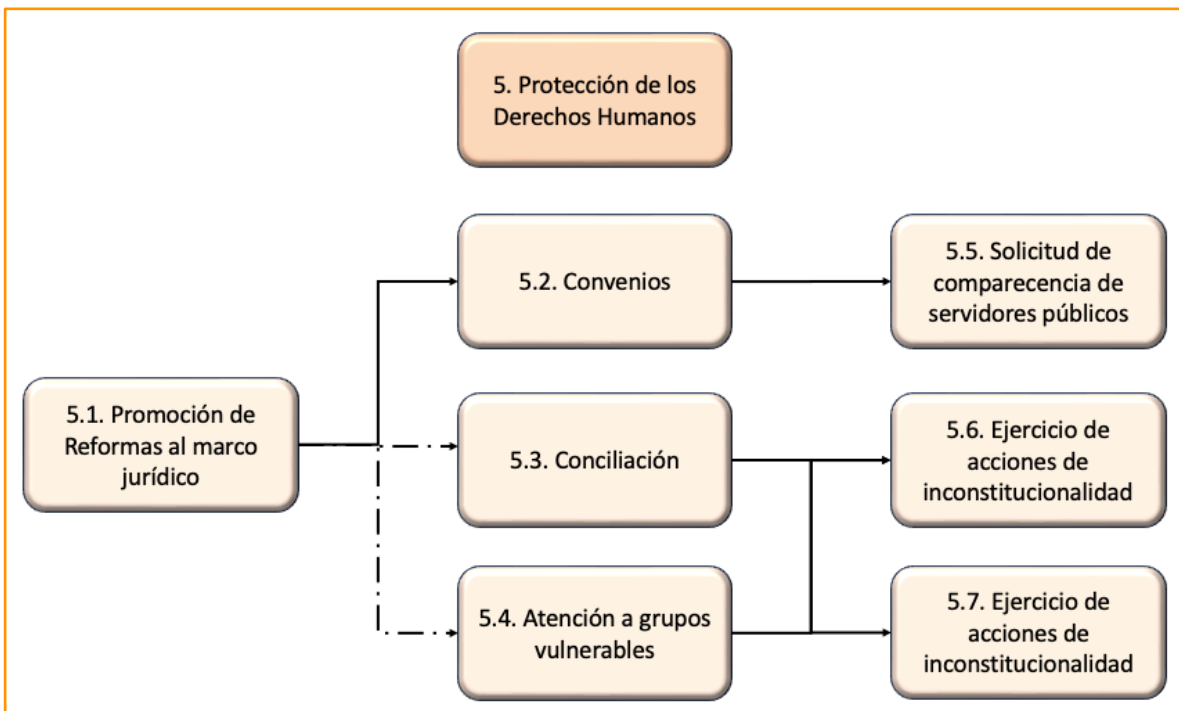 5. Protección de los
Derechos Humanos
5.2. Convenios
5.5. Solicitud de
comparecencia de
servidores públicos
5.1. Promoción de
Reformas al marco
jurídico
5.3. Conciliación
5.6. Ejercicio de
acciones de
inconstitucionalidad
5.4. Atención a grupos
vulnerables
5.7. Ejercicio de
acciones de
inconstitucionalidad